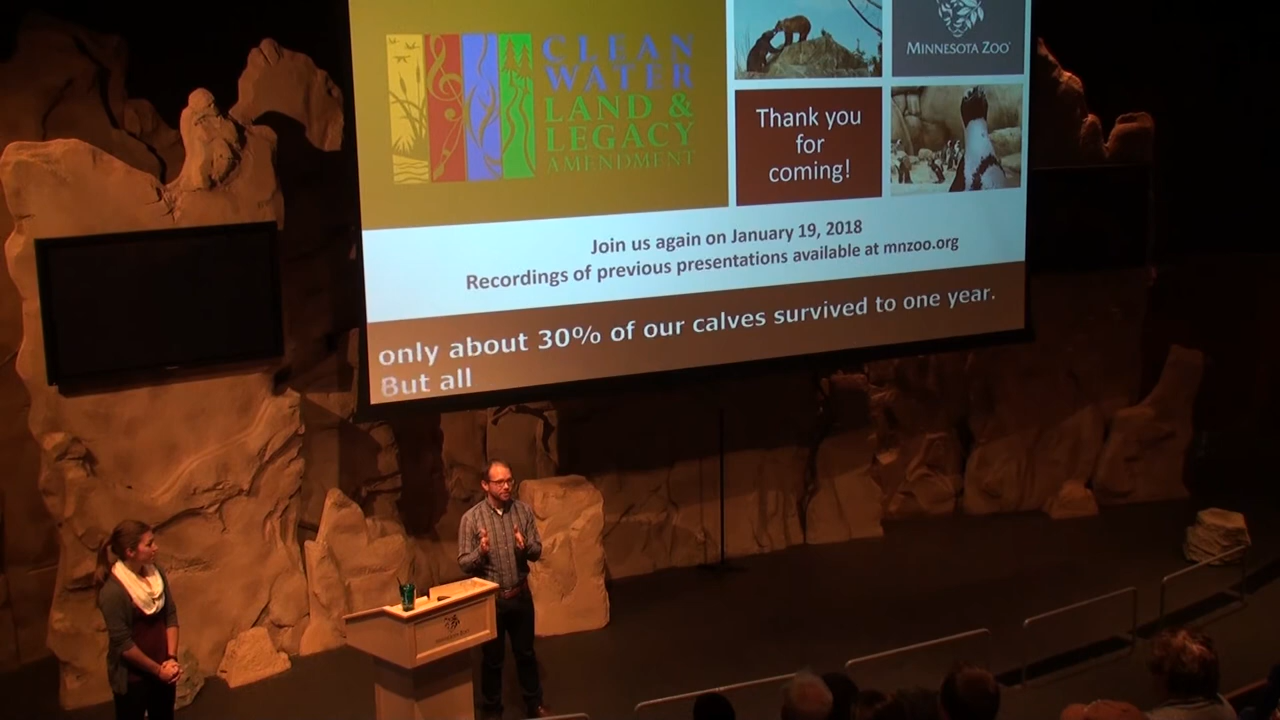 CLEAN
WATER
LAND &
LEGACY
AMENDMENT
MINNESOTA ZOO
Thank you
for
coming!
Join us again on January 19, 2018
Recordings of previous presentations available at mnzoo.org
only about 30% of our calves survived to one year.
But all
MINNESOTA ZOO